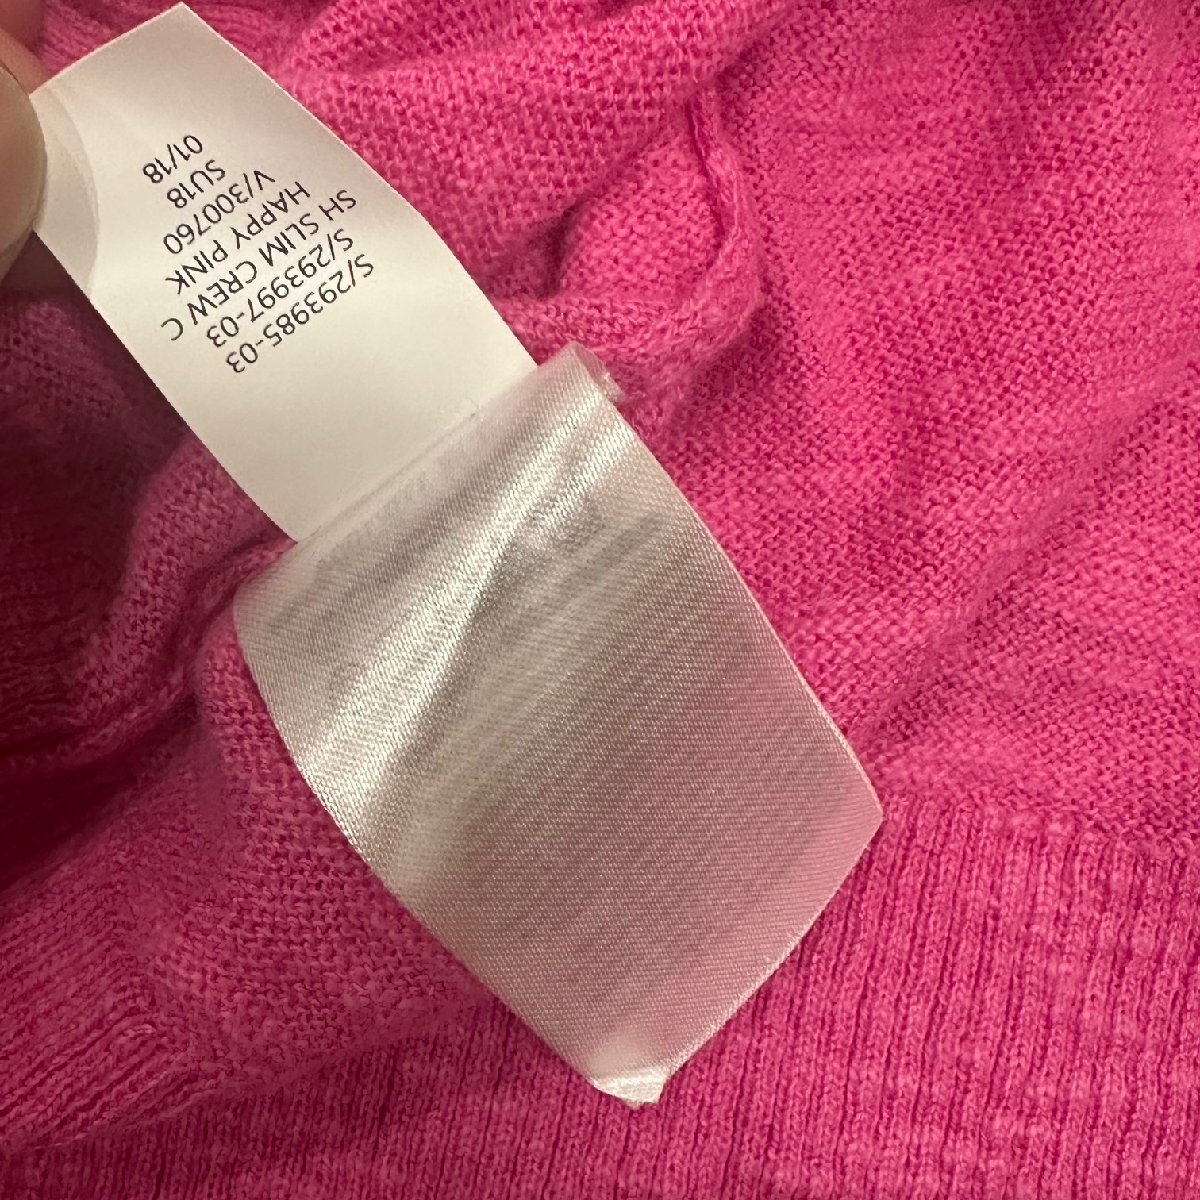 S/293985-03
S/293997-03
SH SLIM CREW C
HAPPY PINK
V/300760
SU18
01/18